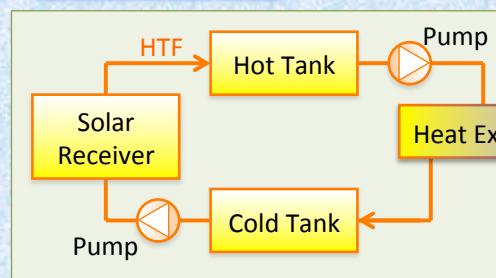 HTF
Hot Tank
Pump
Solar
Receiver
Heat Ex
Cold Tank
Pump